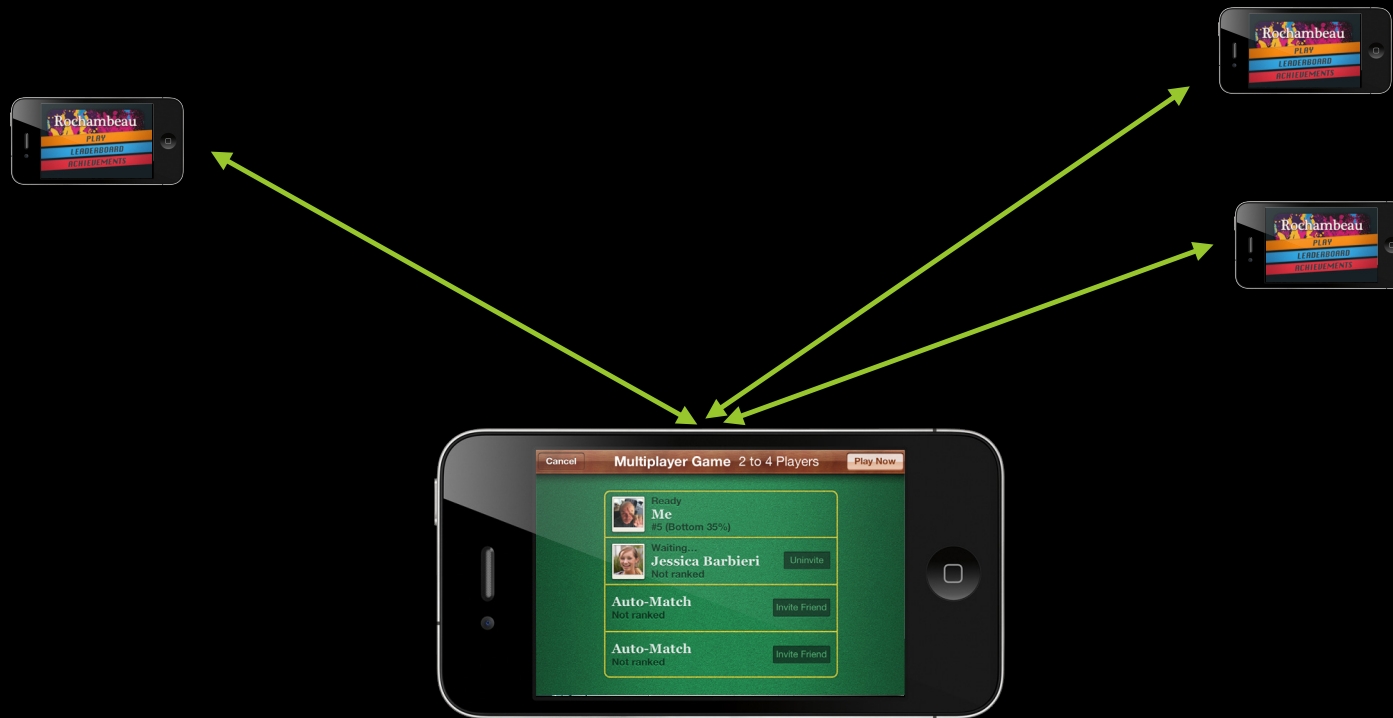 Rochambeau
PLAY
LEADERBOARD
ACHIEVEMENTS
Rochambeau
PLAY
LEADERBOARD
ACHIEVEMENTS
Rochambeau
PLAY
LEADERBOARD
ACHIEVEMENTS
Cancel Multiplayer Game 2 to 4 Players Play Now
Ready
Me
#5 (Bottom 35%)
Waiting...
Jessica Barbieri Uninvite
Not ranked
Auto-Match Invite Friend
Not ranked
Auto-Match Invite Friend
Not ranked